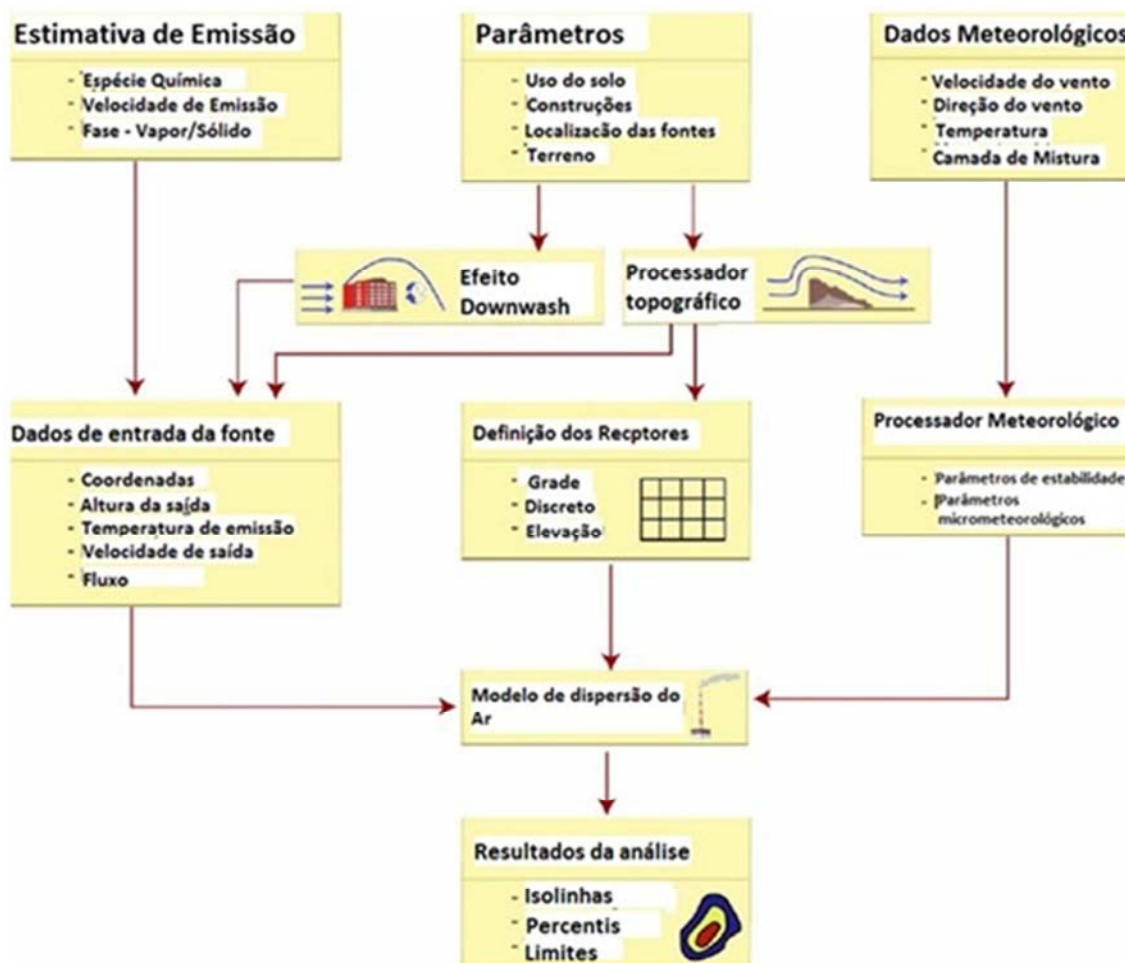 Estimativa de Emissão
- Espécie Química
- Velocidade de Emissão
- Fase - Vapor/Sólido
Parâmetros
- Uso do solo
- Construções
- Localizacão das fontes
- Terreno
Dados Meteorológicos
- Velocidade do vento
- Direção do vento
- Temperatura
- Camada de Mistura
Efeito
Downwash
Processador
topográfico
Dados de entrada da fonte
- Coordenadas
- Altura da saída
- Temperatura de emissão
- Velocidade de saída
- Fluxo
Definição dos Recptores
- Grade
- Discreto
- Elevação
Processador Meteorológico
- Parâmetros de estabilidade
- Parâmetros
micrometeorológicos
Modelo de dispersão do
Ar
Resultados da análise
- Isolinhas
- Percentis
- Limites